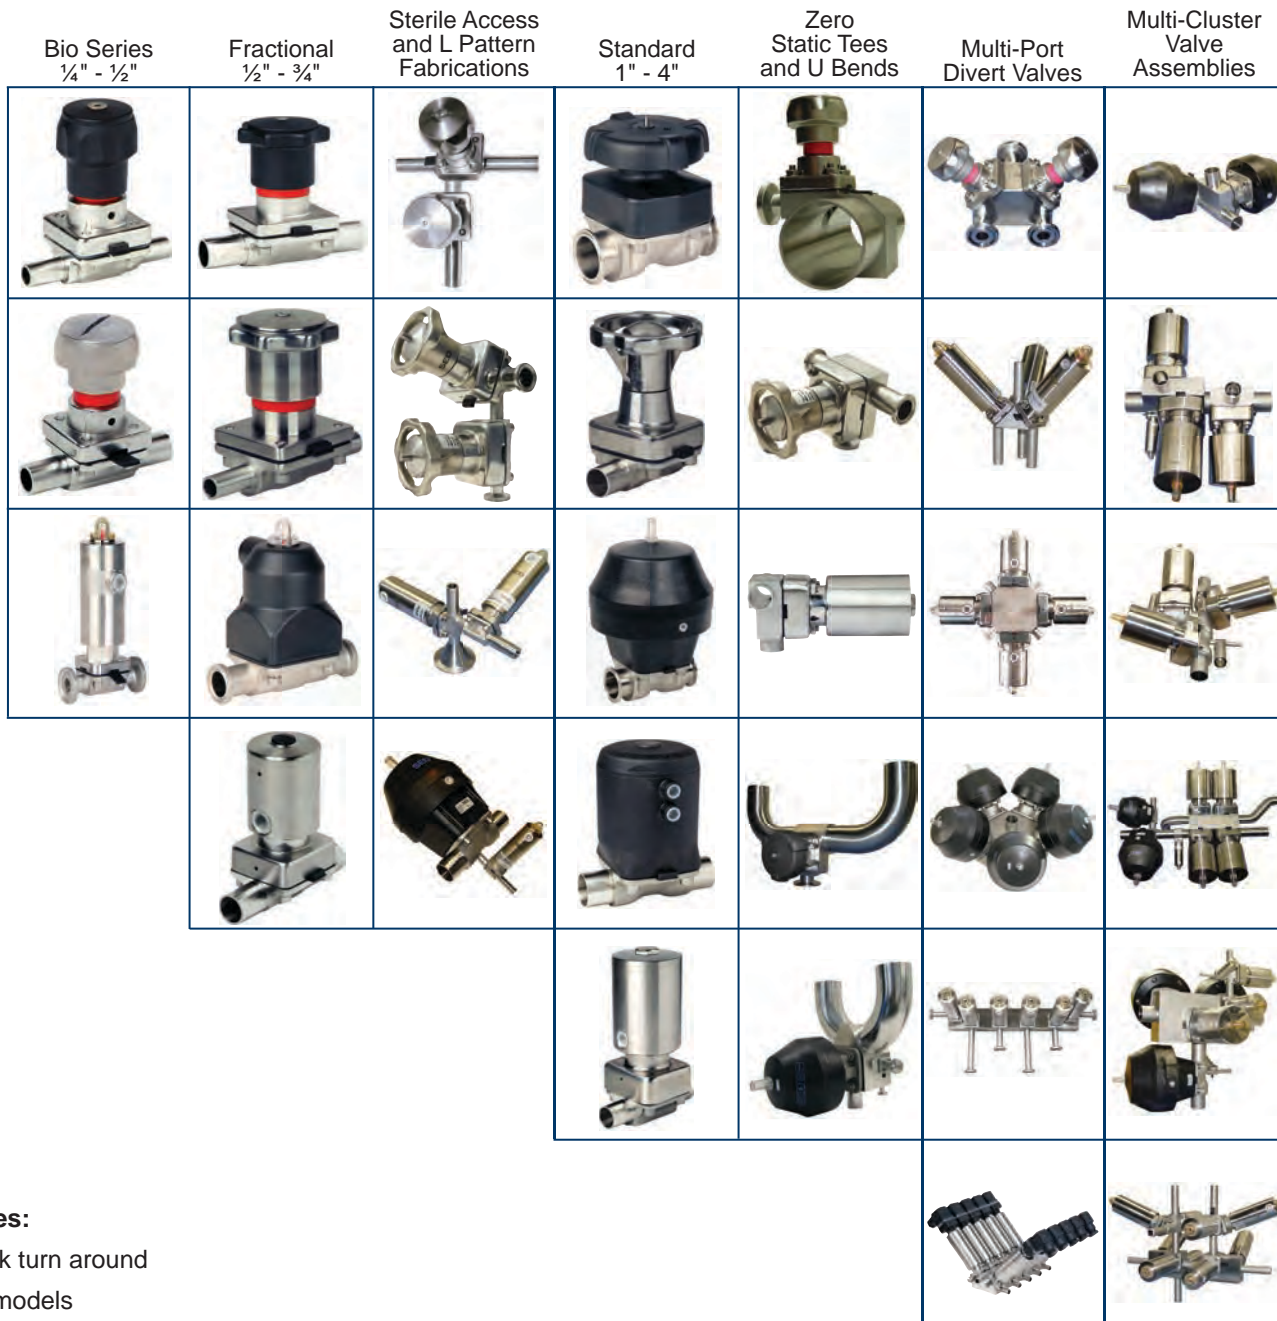 Bio Series
¼" - ½"
Fractional
½" - ¾"
Sterile Access
and L Pattern
Fabrications
Standard
1" - 4"
Zero
Static Tees
and U Bends
Multi-Port
Divert Valves
Multi-Cluster
Valve
Assemblies
es:
k turn around
models